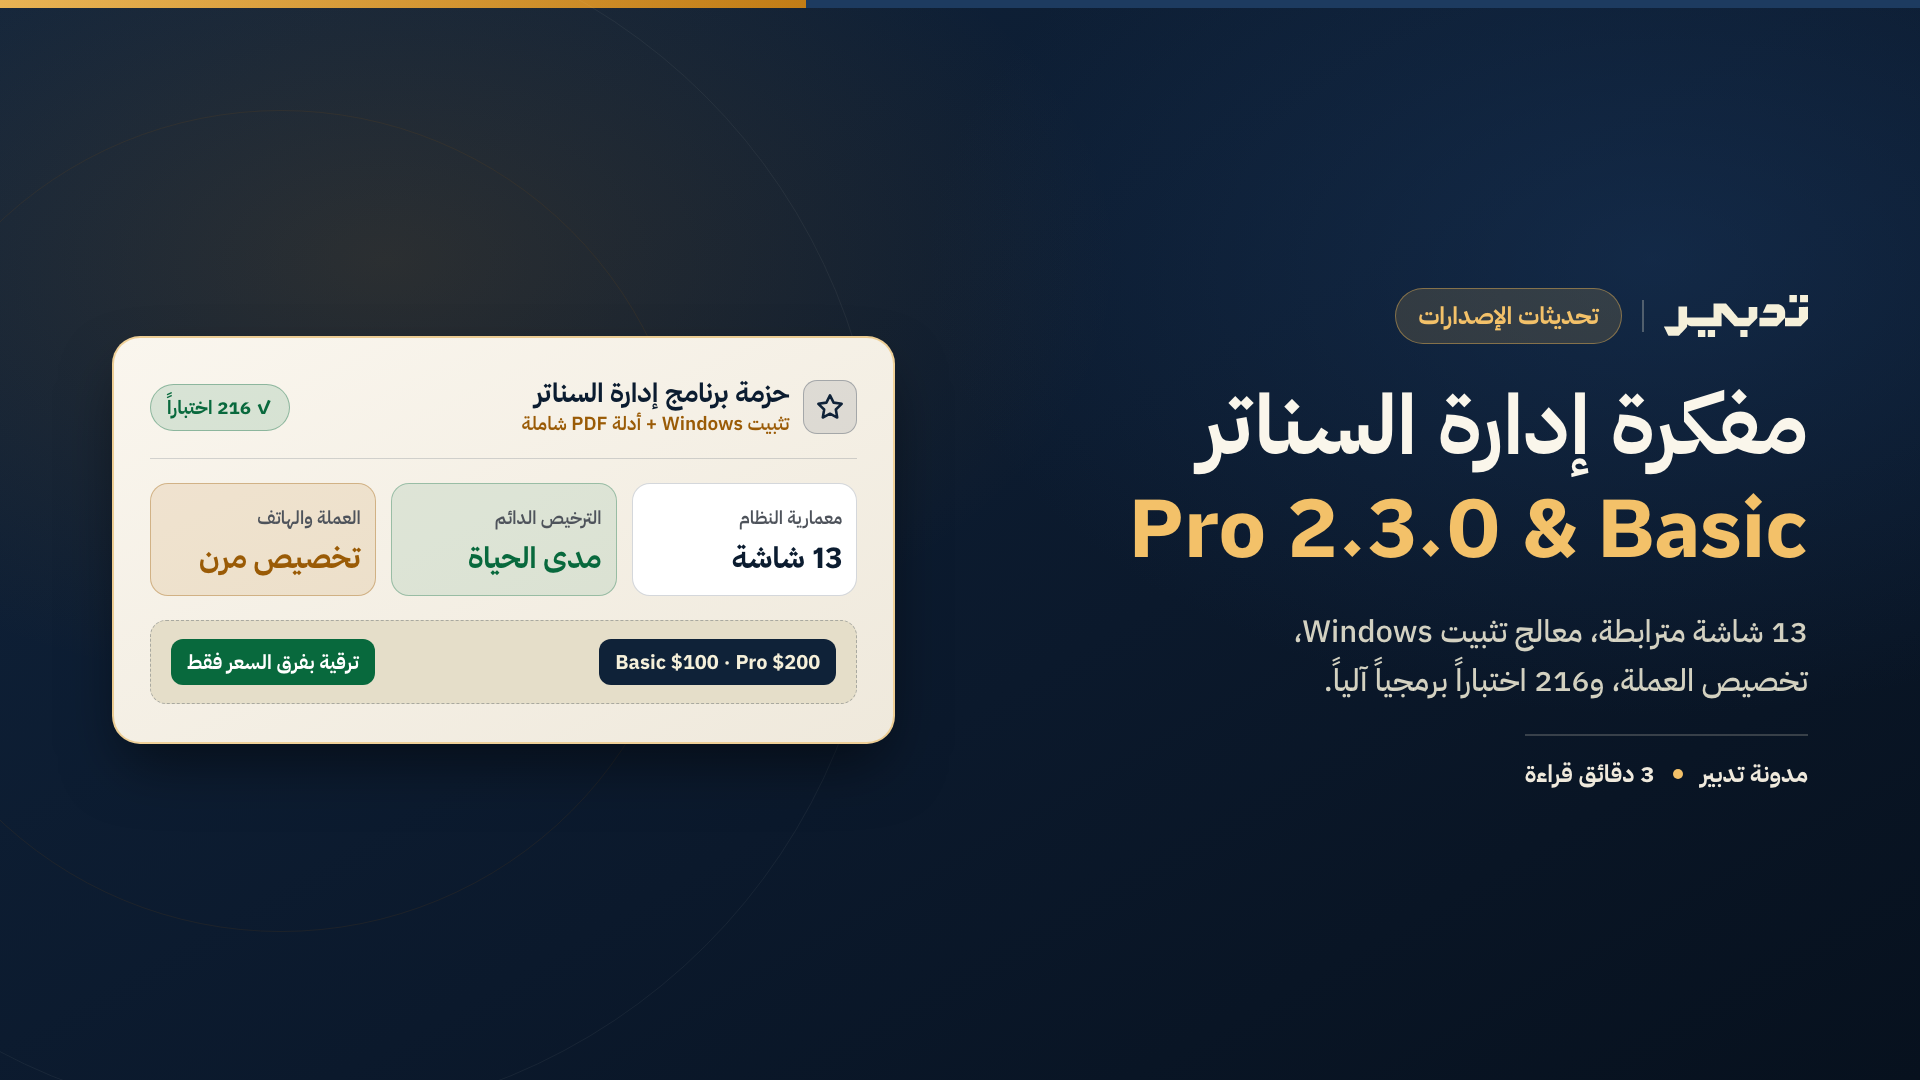 تدبير
تحديثات الإصدارات
مفكرة إدارة السناتر
Pro 2.3.0 & Basic
13 شاشة مترابطة، معالج تثبيت Windows،
تخصيص العملة، و216 اختباراً برمجياً آلياً.
مدونة تدبير • 3 دقائق قراءة
حزمة برنامج إدارة السناتر
تثبيت Windows + أدلة PDF شاملة
✓ 216 اختباراً
معمارية النظام
13 شاشة
الترخيص الدائم
مدى الحياة
العملة والهاتف
تخصيص مرن
Basic $100 · Pro $200
ترقية بفرق السعر فقط